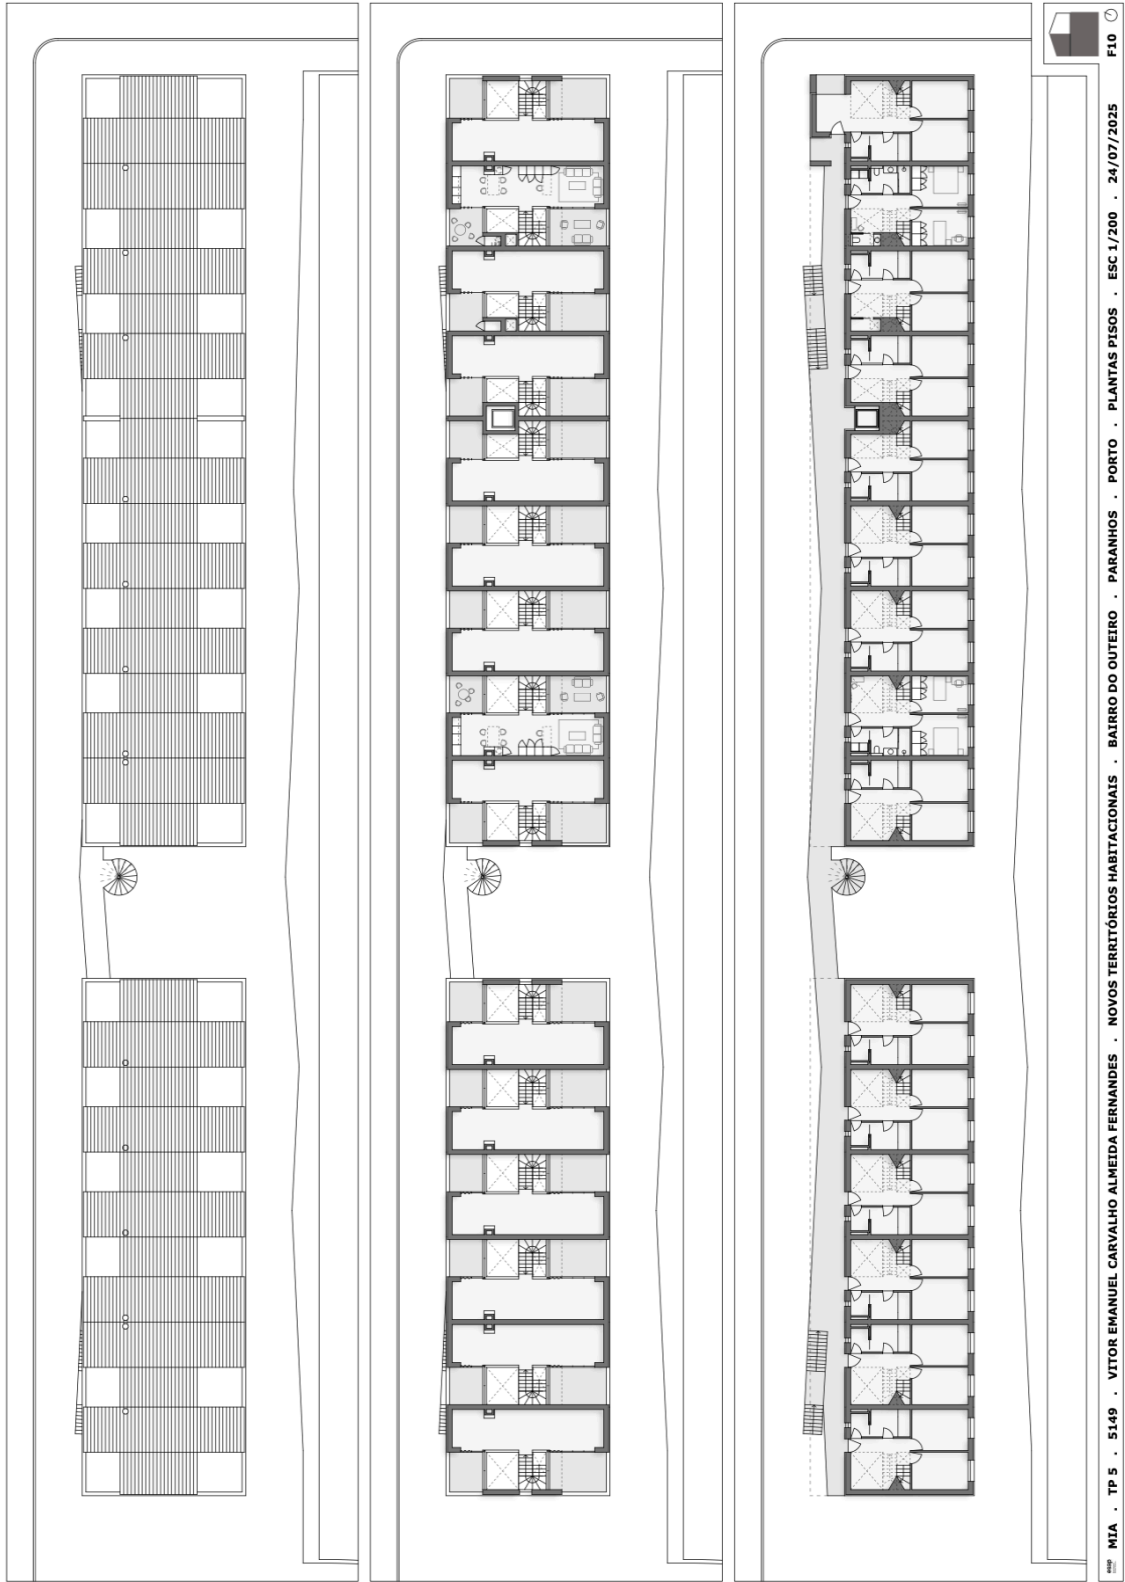 esap MIA . TP 5 . 5149 . VITOR EMANUEL CARVALHO ALMEIDA FERNANDES . NOVOS TERRITÓRIOS HABITACIONAIS . BAIRRO DO OUTEIRO . PARANHOS . PORTO . PLANTAS PISOS . ESC 1/200 . 24/07/2025 F10